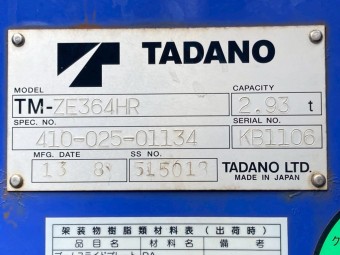 TADANO
MODEL CAPACITY
TM-ZE364HR 2.93 t
SPEC. NO. SERIAL NO.
410-025-01134 KB1106
MFG. DATE SS NO.
13 8 515013 TADANO LTD.
MADE IN JAPAN
架装物樹脂類材料表(出荷時)
品目名 材料名 備考